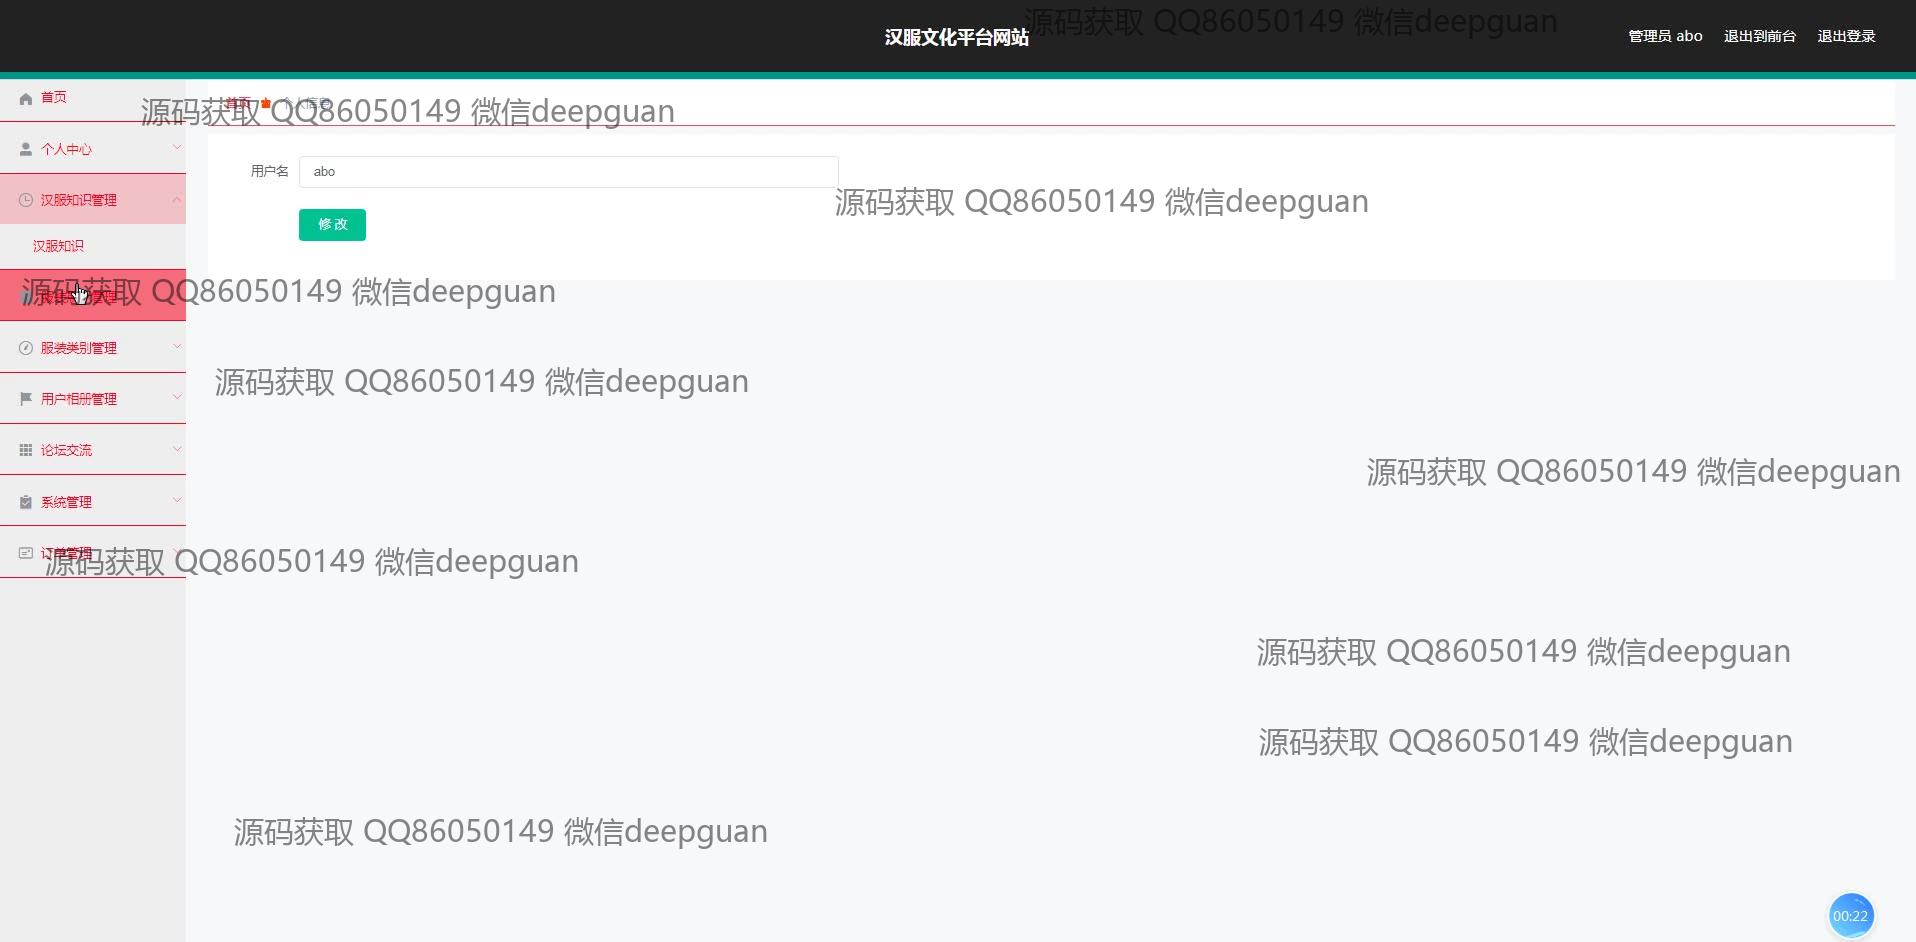 汉服文化平台网站
源码获取 QQ86050149 微信deepguan
管理员 abo
退出到前台
退出登录
首页
首页
个人信息
源码获取 QQ86050149 微信deepguan
个人中心
用户名
abo
汉服知识管理
源码获取 QQ86050149 微信deepguan
修改
汉服知识
源码获取 QQ86050149 微信deepguan
服装类别管理
源码获取 QQ86050149 微信deepguan
用户相册管理
论坛交流
源码获取 QQ86050149 微信deepguan
系统管理
订单管理
源码获取 QQ86050149 微信deepguan
源码获取 QQ86050149 微信deepguan
源码获取 QQ86050149 微信deepguan
源码获取 QQ86050149 微信deepguan
00:22